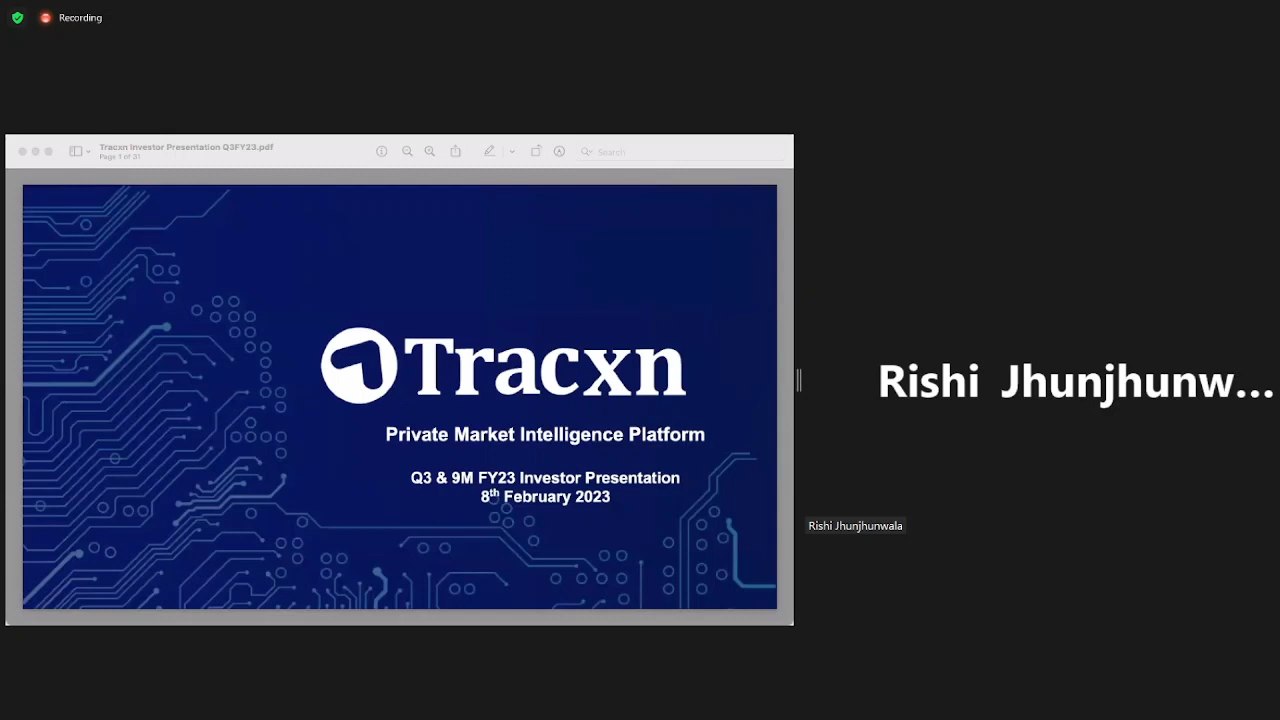 Recording
Tracxn Investor Presentation Q3FY23.pdf
Page 1 of 31
Search
Tracxn
Private Market Intelligence Platform
Q3 & 9M FY23 Investor Presentation
8th February 2023
Rishi Jhunjhunw...
Rishi Jhunjhunwala